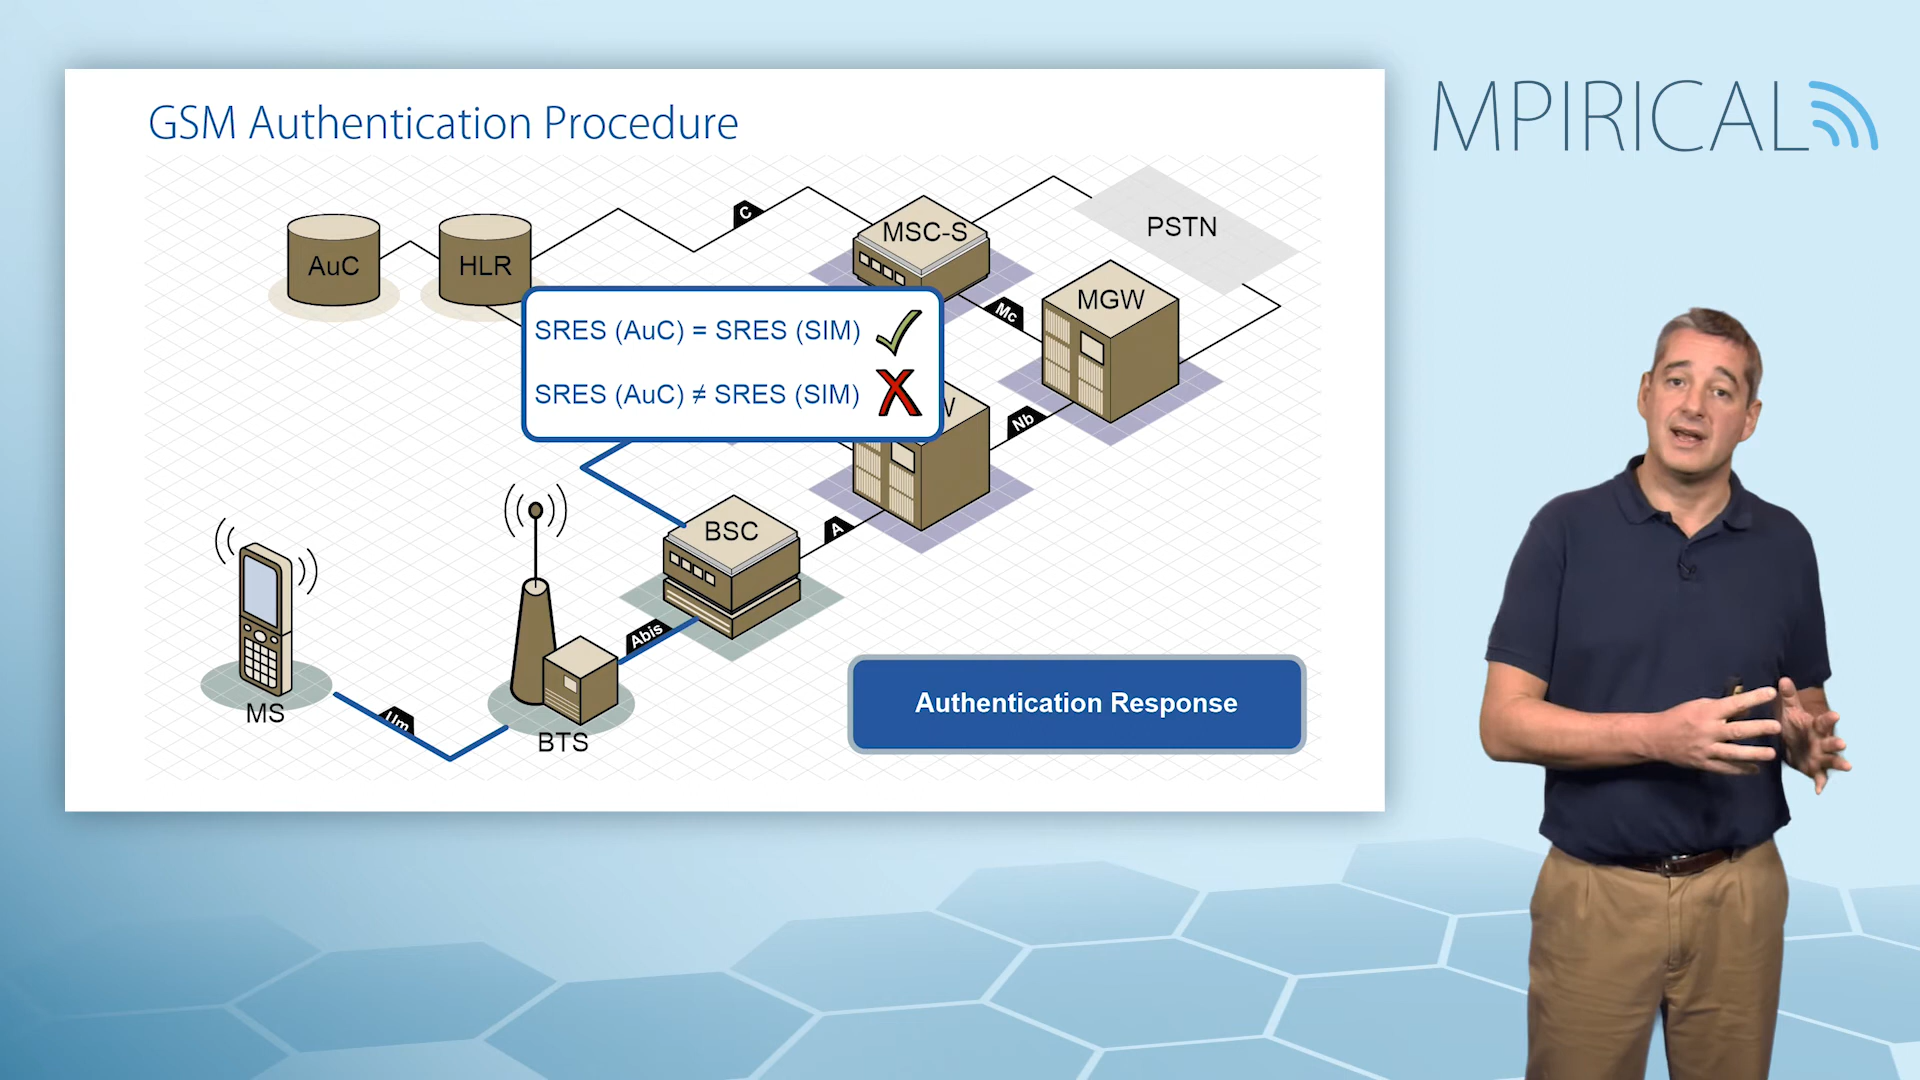 MPIRICAL
GSM Authentication Procedure
C
MSC-S
PSTN
AuC
HLR
MGW
Mc
SRES (AuC) = SRES (SIM)
SRES (AuC) ≠ SRES (SIM)
Nb
A
BSC
Abis
Um
MS
BTS
Authentication Response